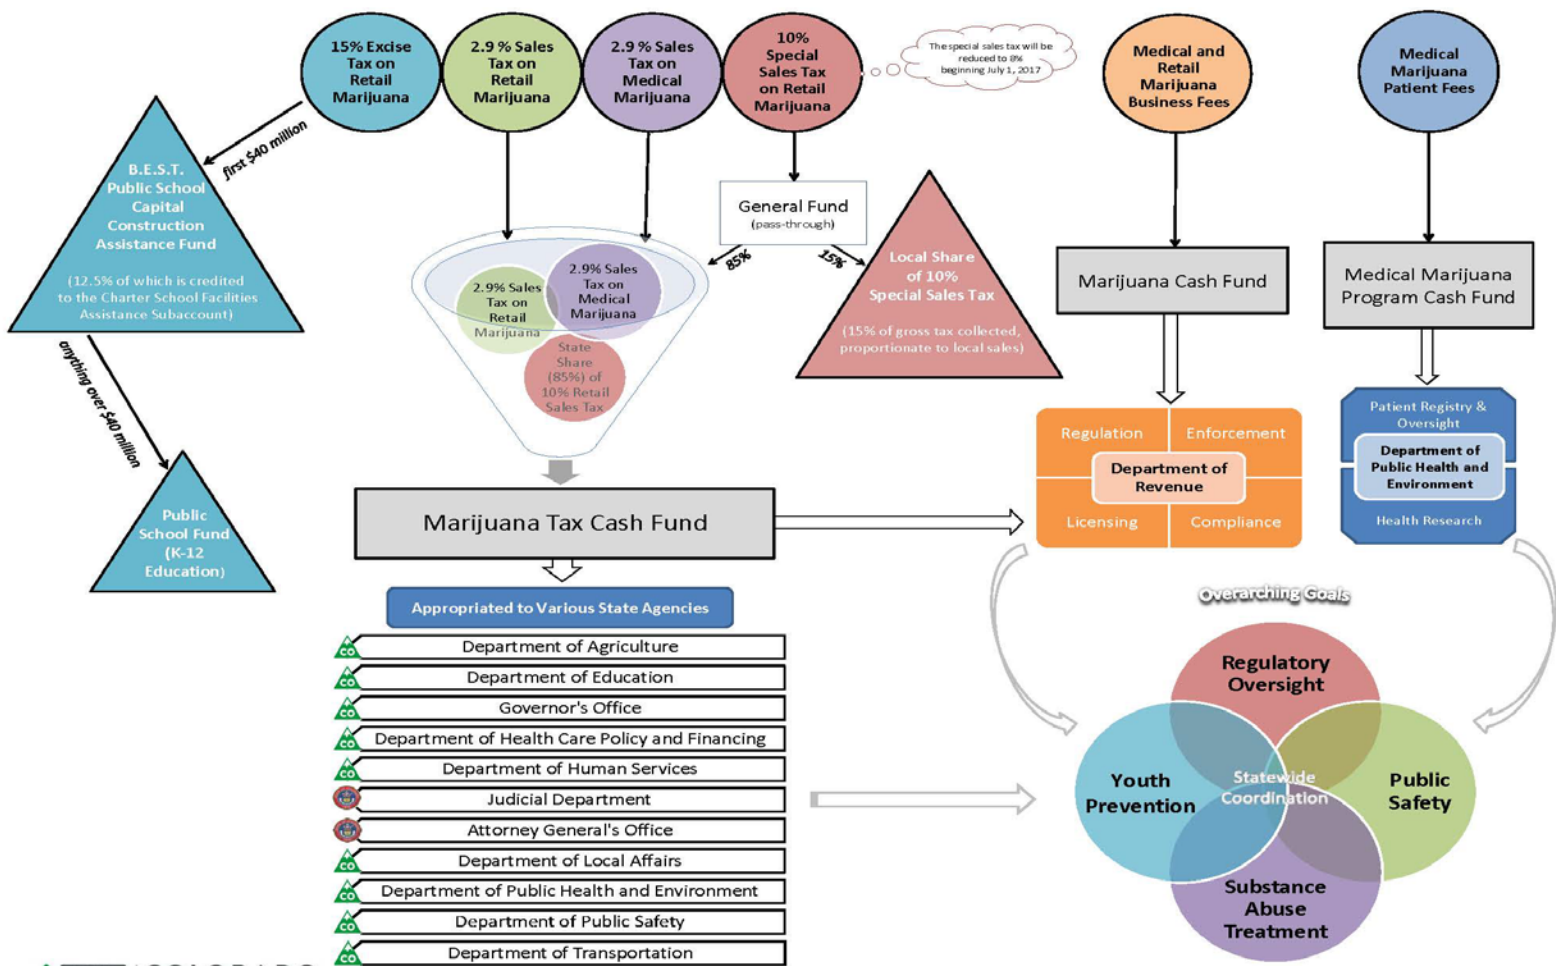 15% Excise
Tax on
Retail
Marijuana
2.9 % Sales
Tax on
Retail
Marijuana
2.9 % Sales
Tax on
Medical
Marijuana
10%
Special
Sales Tax
on Retail
Marijuana
The special sales tax will be
reduced to 8%
beginning July 1, 2017
Medical and
Retail
Marijuana
Business Fees
Medical
Marijuana
Patient Fees
first $40 million
B.E.S.T.
Public School
Capital
Construction
Assistance Fund
(12.5% of which is credited
to the Charter School Facilities
Assistance Subaccount)
anything over $40 million
Public
School Fund
(K-12
Education)
General Fund
(pass-through)
85%
15%
2.9% Sales
Tax on
Retail
Marijuana
2.9% Sales
Tax on
Medical
Marijuana
State
Share
(85%) of
10% Retail
Sales Tax
Local Share
of 10%
Special Sales Tax
(15% of gross tax collected,
proportionate to local sales)
Marijuana Cash Fund
Medical Marijuana
Program Cash Fund
Regulation
Enforcement
Department of
Revenue
Licensing
Compliance
Patient Registry &
Oversight
Department of
Public Health and
Environment
Health Research
Marijuana Tax Cash Fund
Appropriated to Various State Agencies
CO Department of Agriculture
CO Department of Education
CO Governor's Office
CO Department of Health Care Policy and Financing
CO Department of Human Services
Judicial Department
Attorney General's Office
CO Department of Local Affairs
CO Department of Public Health and Environment
CO Department of Public Safety
CO Department of Transportation
Overarching Goals
Regulatory
Oversight
Youth
Prevention
Statewide
Coordination
Public
Safety
Substance
Abuse
Treatment